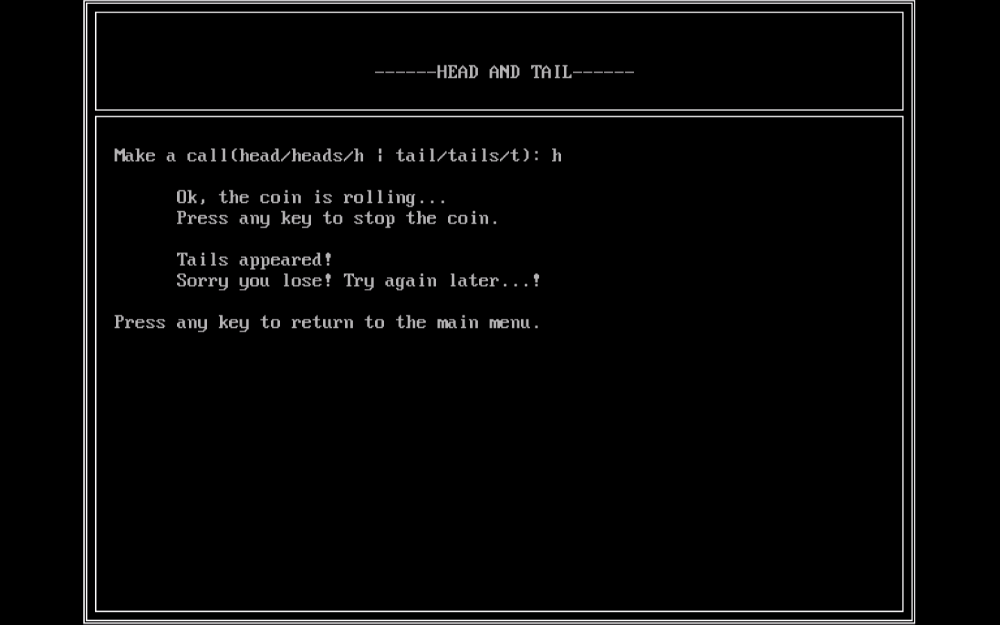 ------HEAD AND TAIL------
Make a call(head/heads/h ¦ tail/tails/t): h
Ok, the coin is rolling...
Press any key to stop the coin.
Tails appeared!
Sorry you lose! Try again later...!
Press any key to return to the main menu.